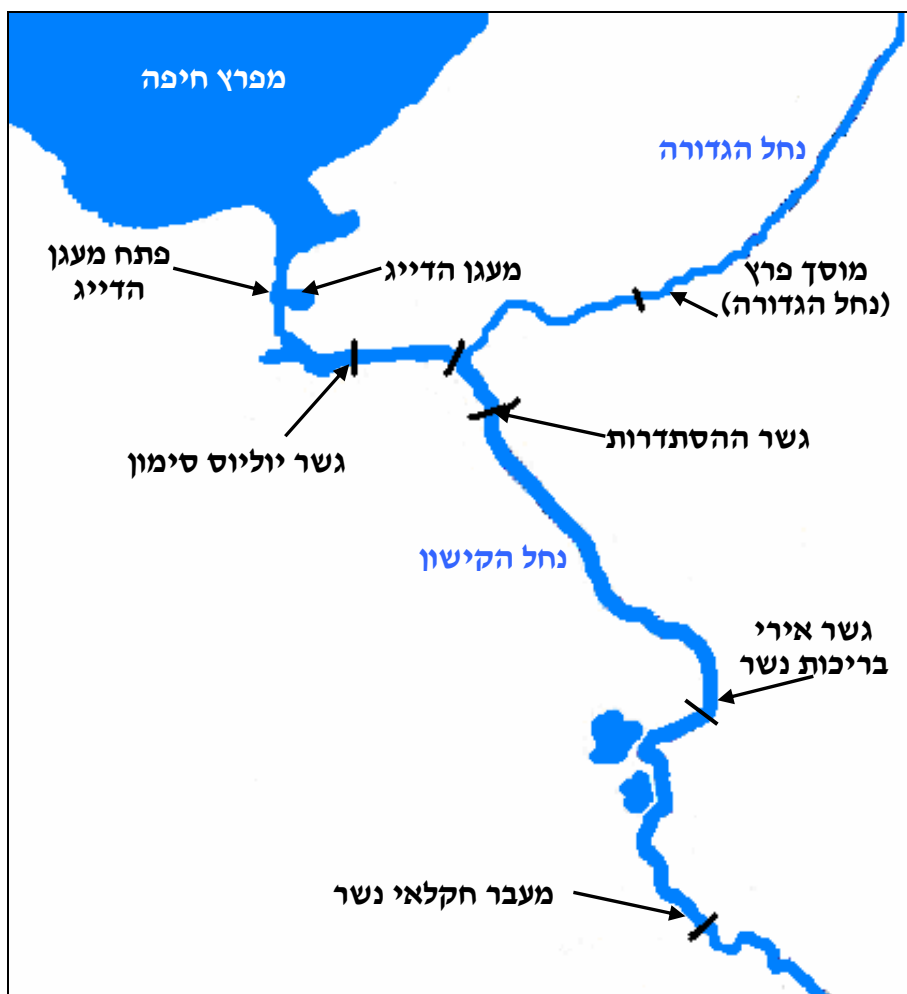 מפרץ חיפה
נחל הגדורה
פתח מעגן
הדייג
מעגן הדייג
מוסך פרץ
(נחל הגדורה)
גשר ההסתדרות
גשר יוליוס סימון
נחל הקישון
גשר אירי
בריכות נשר
מעבר חקלאי נשר